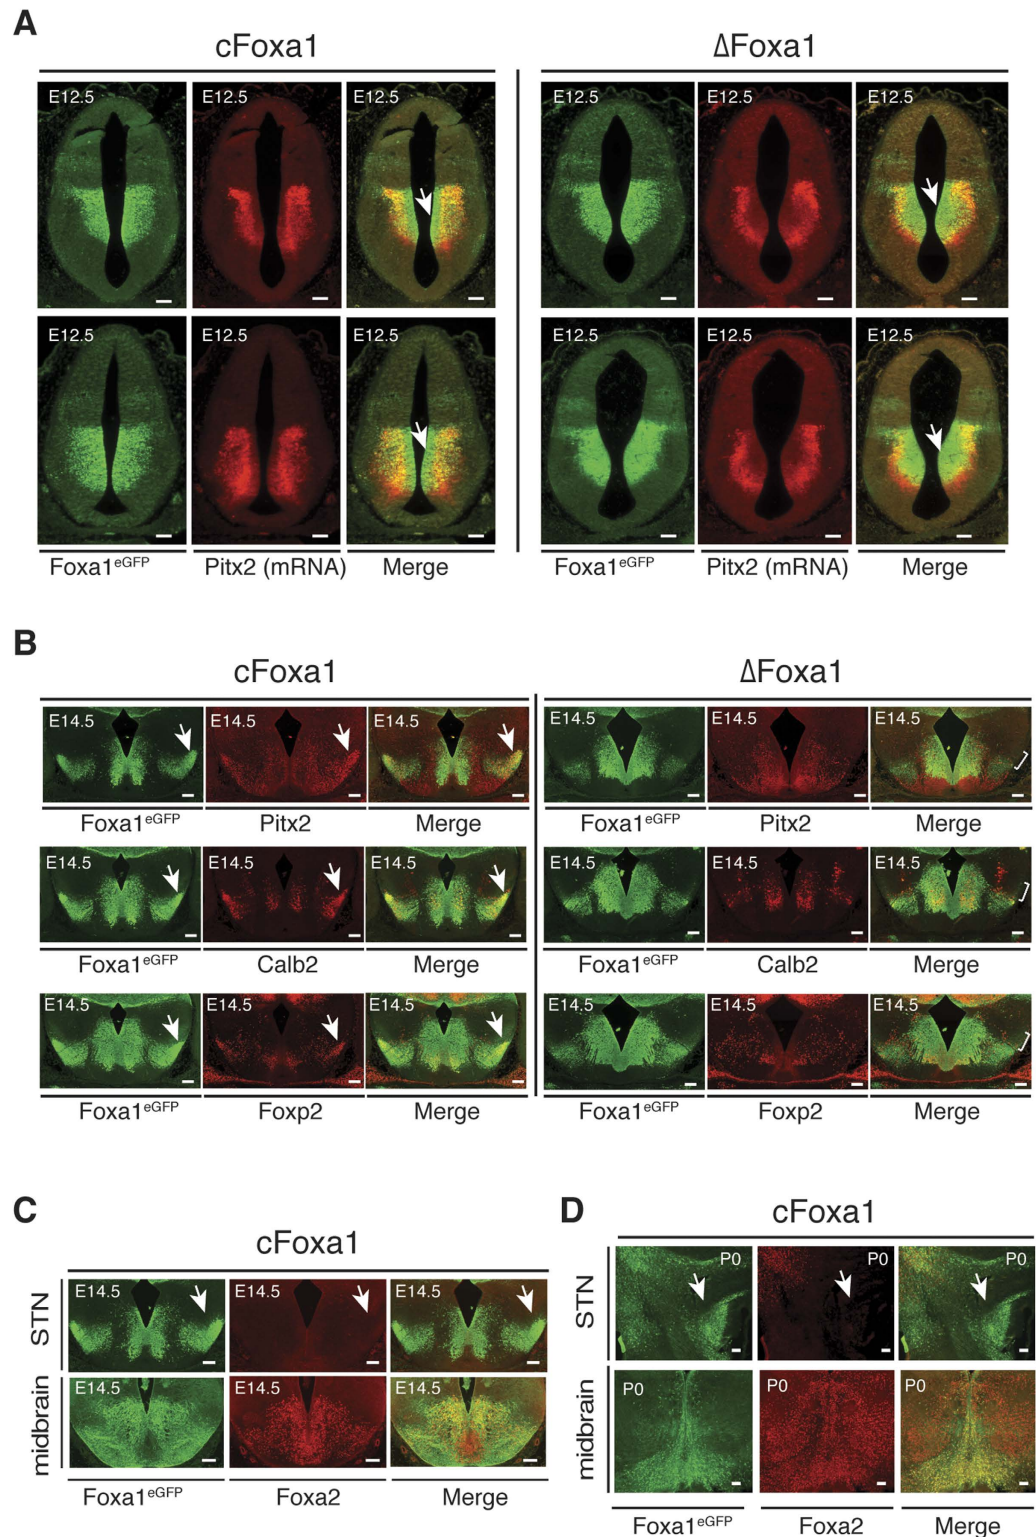 A
cFoxa1 ΔFoxa1
E12.5 E12.5 E12.5 E12.5 E12.5 E12.5
E12.5 E12.5 E12.5 E12.5 E12.5 E12.5
Foxa1eGFP Pitx2 (mRNA) Merge Foxa1eGFP Pitx2 (mRNA) Merge
B
cFoxa1 ΔFoxa1
E14.5 E14.5 E14.5 E14.5 E14.5 E14.5
Foxa1eGFP Pitx2 Merge Foxa1eGFP Pitx2 Merge
E14.5 E14.5 E14.5 E14.5 E14.5 E14.5
Foxa1eGFP Calb2 Merge Foxa1eGFP Calb2 Merge
E14.5 E14.5 E14.5 E14.5 E14.5 E14.5
Foxa1eGFP Foxp2 Merge Foxa1eGFP Foxp2 Merge
C
cFoxa1
STN
E14.5 E14.5 E14.5
midbrain
E14.5 E14.5 E14.5
Foxa1eGFP Foxa2 Merge
D
cFoxa1
STN
P0 P0 P0
midbrain
P0 P0 P0
Foxa1eGFP Foxa2 Merge